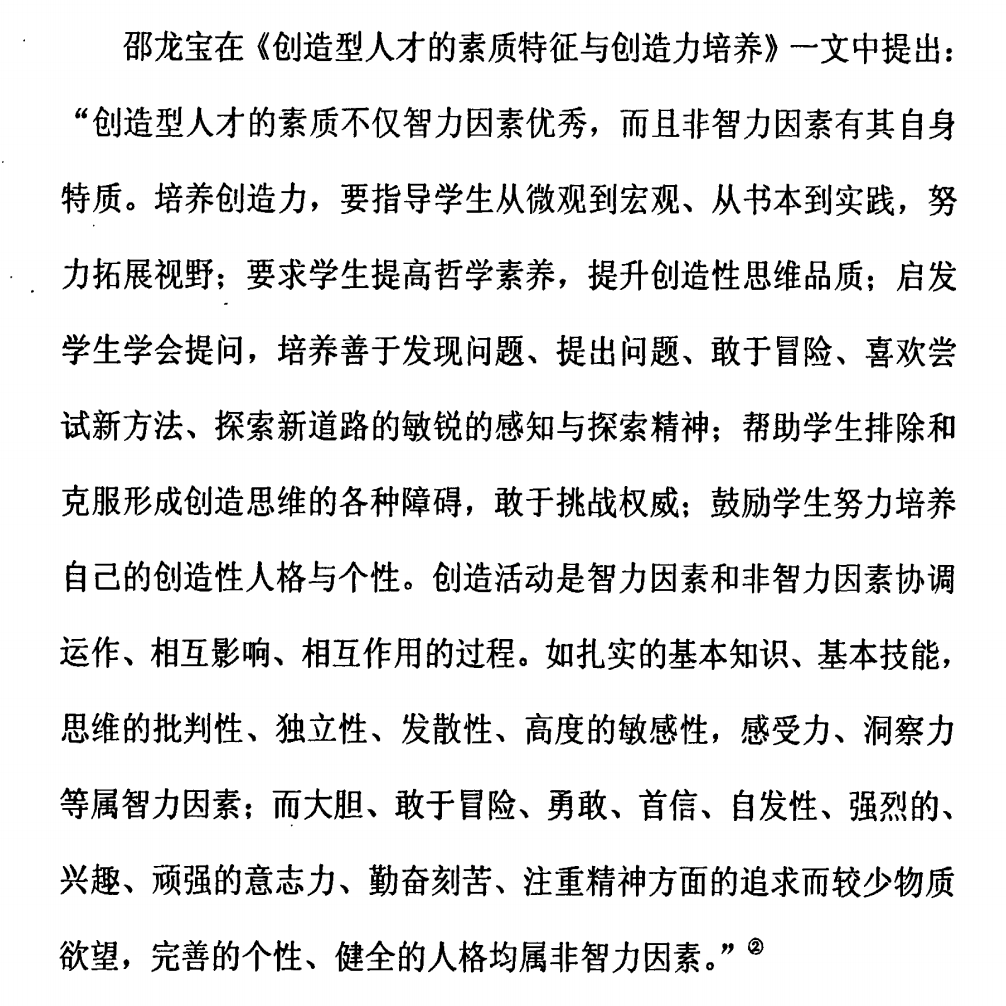 邵龙宝在《创造型人才的素质特征与创造力培养》一文中提出：
“创造型人才的素质不仅智力因素优秀，而且非智力因素有其自身
特质。培养创造力，要指导学生从微观到宏观、从书本到实践，努
力拓展视野；要求学生提高哲学素养，提升创造性思维品质；启发
学生学会提问，培养善于发现问题、提出问题、敢于冒险、喜欢尝
试新方法、探索新道路的敏锐的感知与探索精神；帮助学生排除和
克服形成创造思维的各种障碍，敢于挑战权威；鼓励学生努力培养
自己的创造性人格与个性。创造活动是智力因素和非智力因素协调
运作、相互影响、相互作用的过程。如扎实的基本知识、基本技能，
思维的批判性、独立性、发散性、高度的敏感性，感受力、洞察力
等属智力因素；而大胆、敢于冒险、勇敢、首信、自发性、强烈的、
兴趣、顽强的意志力、勤奋刻苦、注重精神方面的追求而较少物质
欲望，完善的个性、健全的人格均属非智力因素。”②